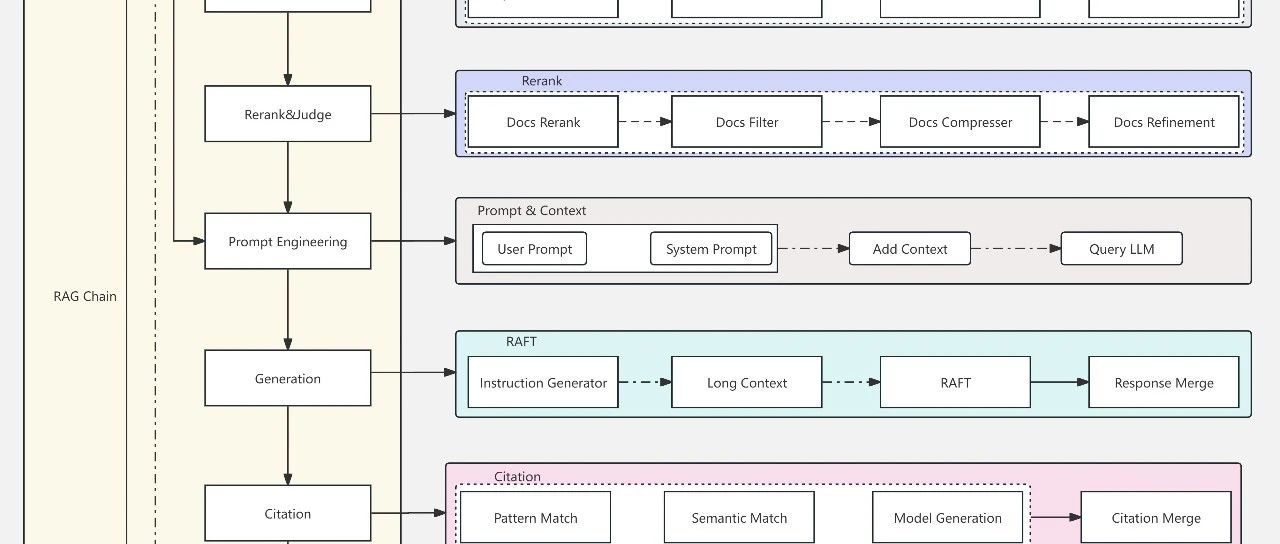 Rerank
Rerank&Judge
Docs Rerank
Docs Filter
Docs Compresser
Docs Refinement
Prompt & Context
Prompt Engineering
User Prompt
System Prompt
Add Context
Query LLM
RAG Chain
RAFT
Generation
Instruction Generator
Long Context
RAFT
Response Merge
Citation
Citation
Pattern Match
Semantic Match
Model Generation
Citation Merge